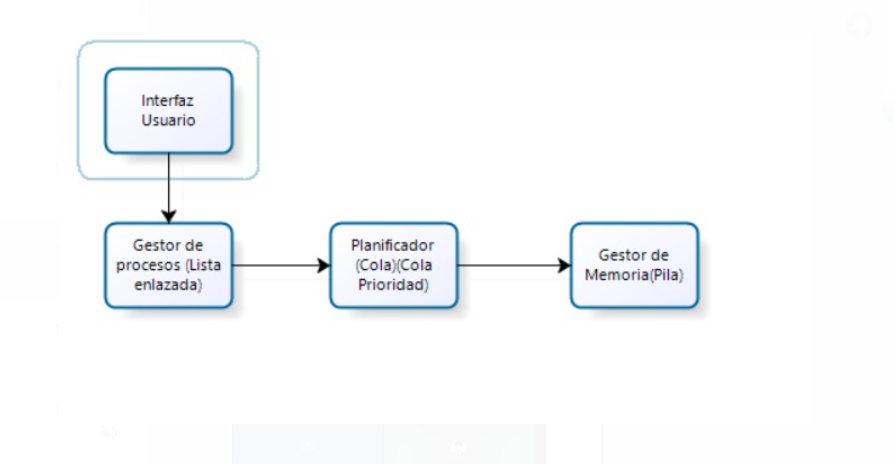 Interfaz
Usuario
Gestor de
procesos (Lista
enlazada)
Planificador
(Cola)(Cola
Prioridad)
Gestor de
Memoria(Pila)